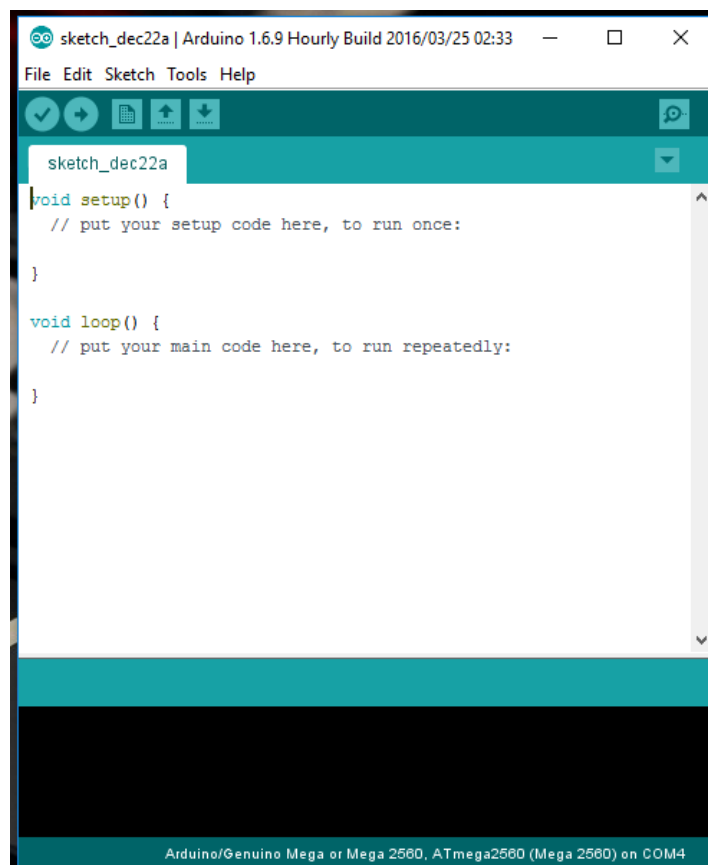 sketch_dec22a | Arduino 1.6.9 Hourly Build 2016/03/25 02:33
File Edit Sketch Tools Help
sketch_dec22a
void setup() {
  // put your setup code here, to run once:
}
void loop() {
  // put your main code here, to run repeatedly:
}
Arduino/Genuino Mega or Mega 2560, ATmega2560 (Mega 2560) on COM4